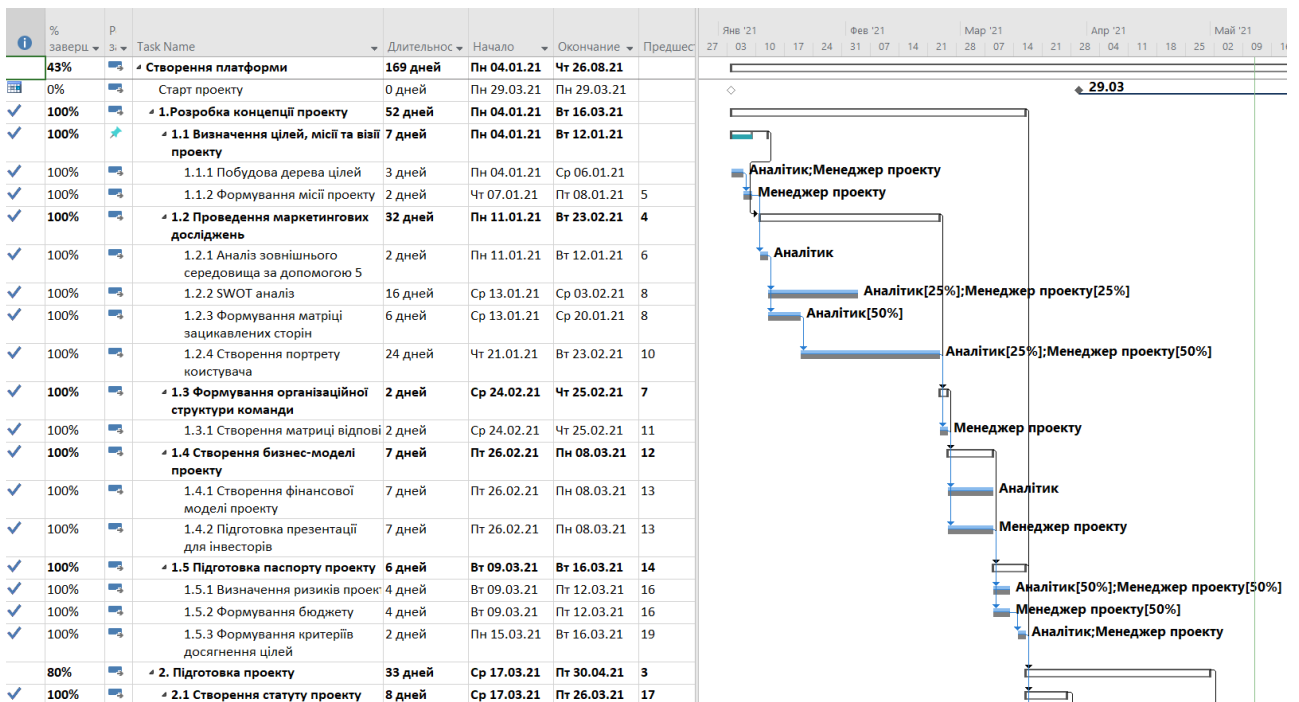 % заверш Р за Task Name Длительнос Начало Окончание Предшест
Янв '21 Фев '21 Мар '21 Апр '21 Май '21
27 03 10 17 24 31 07 14 21 28 07 14 21 28 04 11 18 25 02 09 16
43% Створення платформи 169 дней Пн 04.01.21 Чт 26.08.21
0% Старт проекту 0 дней Пн 29.03.21 Пн 29.03.21 29.03
100% 1.Розробка концепції проекту 52 дней Пн 04.01.21 Вт 16.03.21
100% 1.1 Визначення цілей, місії та візії 7 дней Пн 04.01.21 Вт 12.01.21
проекту
100% 1.1.1 Побудова дерева цілей 3 дней Пн 04.01.21 Ср 06.01.21 Аналітик;Менеджер проекту
100% 1.1.2 Формування місії проекту 2 дней Чт 07.01.21 Пт 08.01.21 5 Менеджер проекту
100% 1.2 Проведення маркетингових 32 дней Пн 11.01.21 Вт 23.02.21 4
досліджень
100% 1.2.1 Аналіз зовнішнього 2 дней Пн 11.01.21 Вт 12.01.21 6 Аналітик
середовища за допомогою 5
100% 1.2.2 SWOT аналіз 16 дней Ср 13.01.21 Ср 03.02.21 8 Аналітик[25%];Менеджер проекту[25%]
100% 1.2.3 Формування матріці 6 дней Ср 13.01.21 Ср 20.01.21 8 Аналітик[50%]
зацикавлених сторін
100% 1.2.4 Створення портрету 24 дней Чт 21.01.21 Вт 23.02.21 10 Аналітик[25%];Менеджер проекту[50%]
коистувача
100% 1.3 Формування організаційної 2 дней Ср 24.02.21 Чт 25.02.21 7
структури команди
100% 1.3.1 Створення матриці відпові 2 дней Ср 24.02.21 Чт 25.02.21 11 Менеджер проекту
100% 1.4 Створення бизнес-моделі 7 дней Пт 26.02.21 Пн 08.03.21 12
проекту
100% 1.4.1 Створення фінансової 7 дней Пт 26.02.21 Пн 08.03.21 13 Аналітик
моделі проекту
100% 1.4.2 Підготовка презентації 7 дней Пт 26.02.21 Пн 08.03.21 13 Менеджер проекту
для інвесторів
100% 1.5 Підготовка паспорту проекту 6 дней Вт 09.03.21 Вт 16.03.21 14
100% 1.5.1 Визначення ризиків проект 4 дней Вт 09.03.21 Пт 12.03.21 16 Аналітик[50%];Менеджер проекту[50%]
100% 1.5.2 Формування бюджету 4 дней Вт 09.03.21 Пт 12.03.21 16 Менеджер проекту[50%]
100% 1.5.3 Формування критеріїв 2 дней Пн 15.03.21 Вт 16.03.21 19 Аналітик;Менеджер проекту
досягнення цілей
80% 2. Підготовка проекту 33 дней Ср 17.03.21 Пт 30.04.21 3
100% 2.1 Створення статуту проекту 8 дней Ср 17.03.21 Пт 26.03.21 17